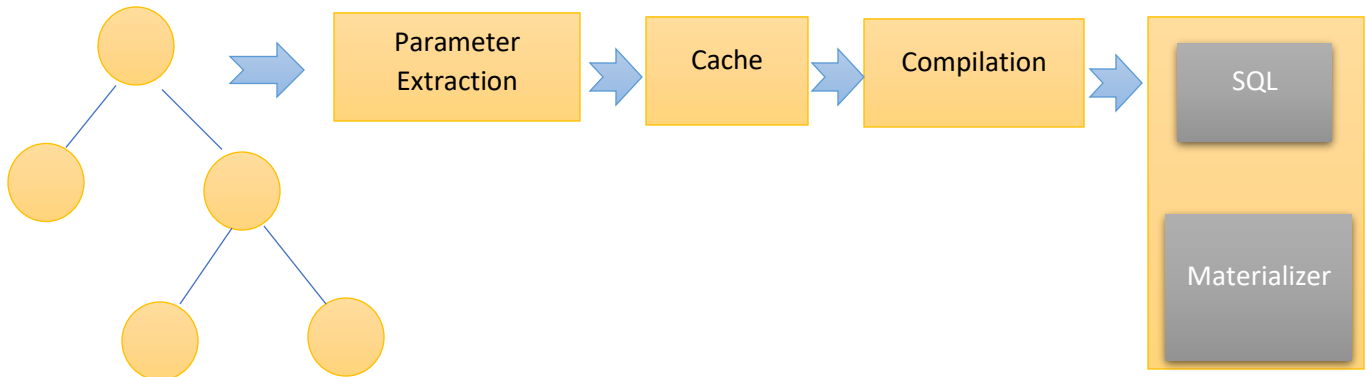 Parameter
Extraction
Cache
Compilation
SQL
Materializer